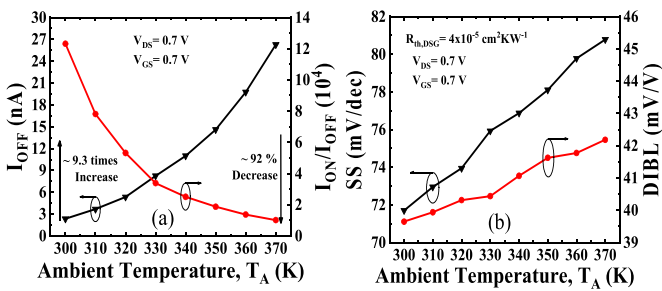 30
27
24
21
18
15
12
9
6
3
0
I_OFF (nA)
V_DS= 0.7 V
V_GS= 0.7 V
~ 9.3 times
Increase
~ 92 %
Decrease
(a)
300 310 320 330 340 350 360 370
Ambient Temperature, T_A (K)
14
12
10
8
6
4
2
0
I_ON/I_OFF (10^4)
82
80
78
76
74
72
70
SS (mV/dec)
R_th,DSG= 4x10^-5 cm^2KW^-1
V_DS= 0.7 V
V_GS= 0.7 V
(b)
300 310 320 330 340 350 360 370
Ambient Temperature, T_A (K)
46
45
44
43
42
41
40
39
DIBL (mV/V)